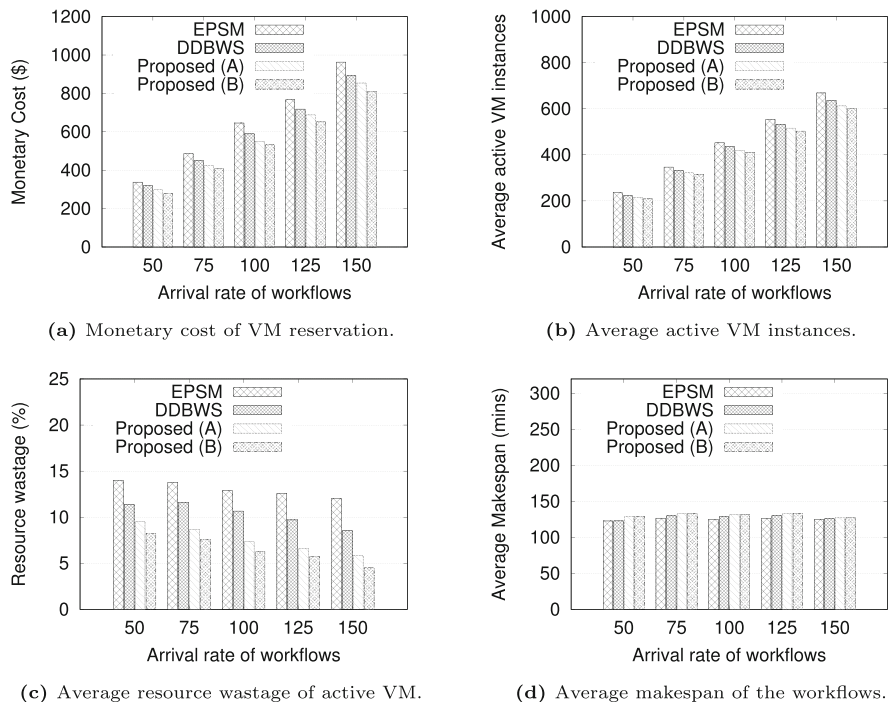 1200
1000
800
600
400
200
0
Monetary Cost ($)
EPSM
DDBWS
Proposed (A)
Proposed (B)
50 75 100 125 150
Arrival rate of workflows
(a) Monetary cost of VM reservation.
1000
800
600
400
200
0
Average active VM instances
EPSM
DDBWS
Proposed (A)
Proposed (B)
50 75 100 125 150
Arrival rate of workflows
(b) Average active VM instances.
25
20
15
10
5
0
Resource wastage (%)
EPSM
DDBWS
Proposed (A)
Proposed (B)
50 75 100 125 150
Arrival rate of workflows
(c) Average resource wastage of active VM.
300
250
200
150
100
50
0
Average Makespan (mins)
EPSM
DDBWS
Proposed (A)
Proposed (B)
50 75 100 125 150
Arrival rate of workflows
(d) Average makespan of the workflows.